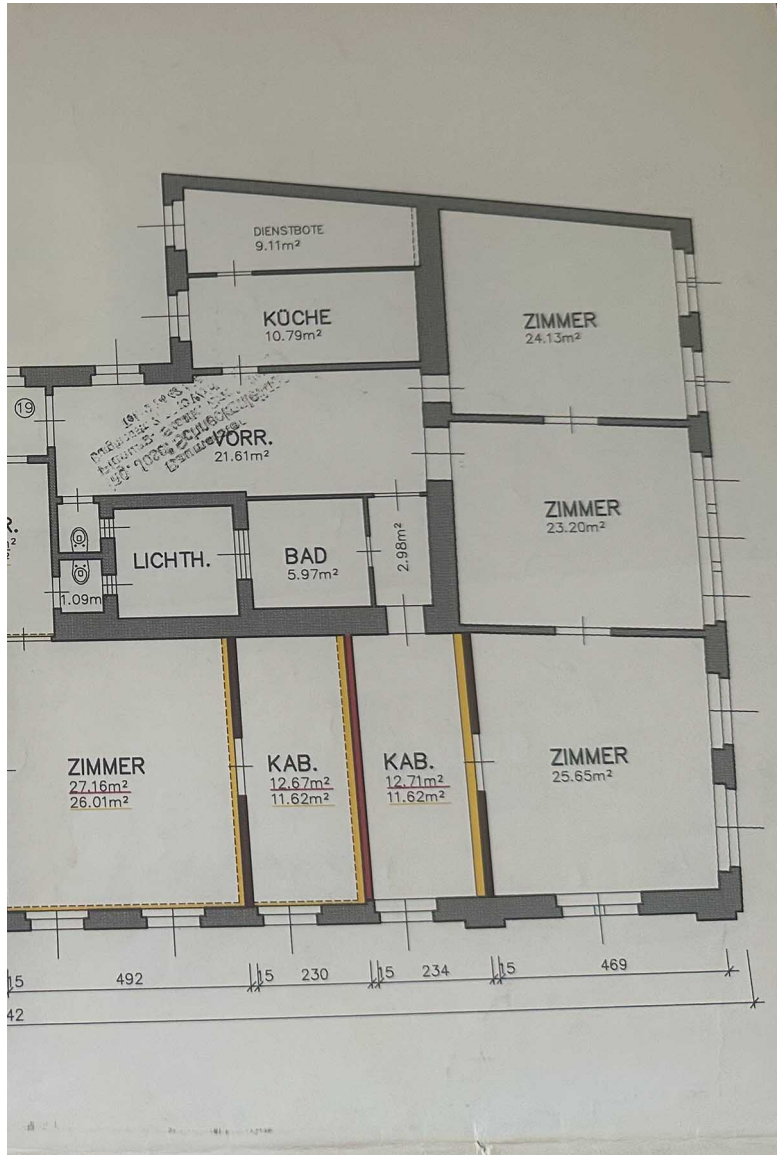 DIENSTBOTE
9.11m²
KÜCHE
10.79m²
ZIMMER
24.13m²
19
VORR.
21.61m²
ZIMMER
23.20m²
R.
LICHTH.
BAD
5.97m²
2.98m²
1.09m
ZIMMER
27.16m²
26.01m²
KAB.
12.67m²
11.62m²
KAB.
12.71m²
11.62m²
ZIMMER
25.65m²
15 492 15 230 15 234 15 469
42